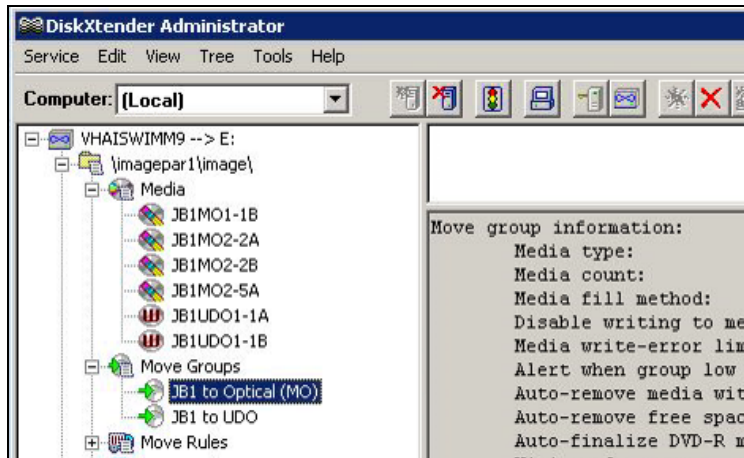 DiskXtender Administrator
Service Edit View Tree Tools Help
Computer: (Local)
VHAISWIMM9 --> E:
\imagepar1\image\
Media
JB1MO1-1B
JB1MO2-2A
JB1MO2-2B
JB1MO2-5A
JB1UDO1-1A
JB1UDO1-1B
Move Groups
JB1 to Optical (MO)
JB1 to UDO
Move Rules
Move group information:
Media type:
Media count:
Media fill method:
Disable writing to me
Media write-error lim
Alert when group low
Auto-remove media wit
Auto-remove free spac
Auto-finalize DVD-R m